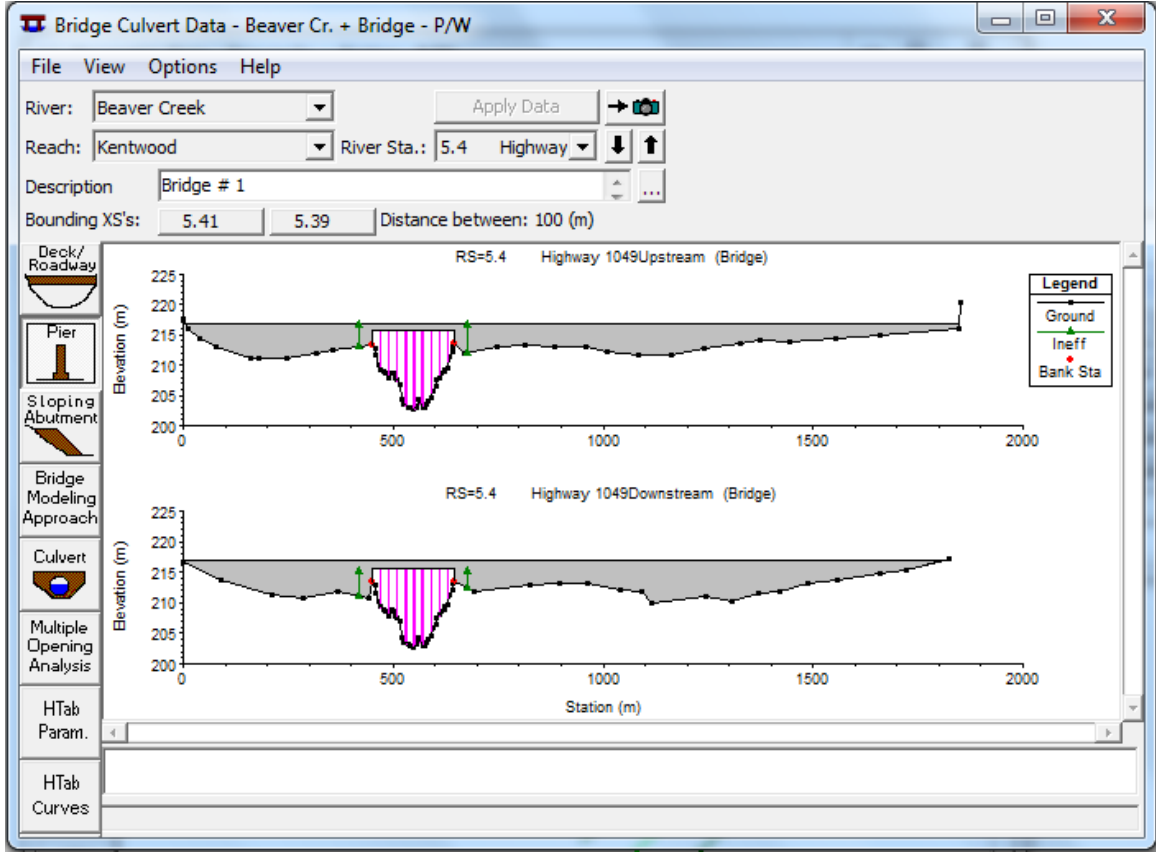 Bridge Culvert Data - Beaver Cr. + Bridge - P/W
File View Options Help
River: Beaver Creek Apply Data
Reach: Kentwood River Sta.: 5.4 Highway
Description Bridge # 1 ...
Bounding XS's: 5.41 5.39 Distance between: 100 (m)
Deck/
Roadway
Pier
Sloping
Abutment
Bridge
Modeling
Approach
Culvert
Multiple
Opening
Analysis
HTab
Param.
HTab
Curves
RS=5.4 Highway 1049Upstream (Bridge)
225
220
215
210
205
200
Elevation (m)
0 500 1000 1500 2000
Legend
Ground
Ineff
Bank Sta
RS=5.4 Highway 1049Downstream (Bridge)
225
220
215
210
205
200
Elevation (m)
0 500 1000 1500 2000
Station (m)